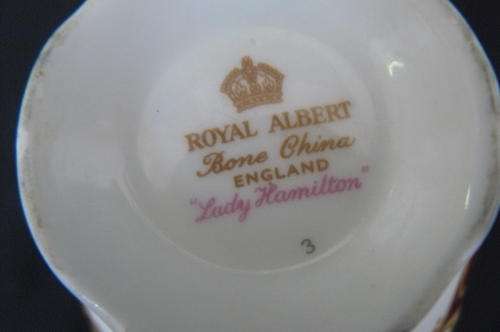 ROYAL ALBERT
Bone China
ENGLAND
"Lady Hamilton"
3